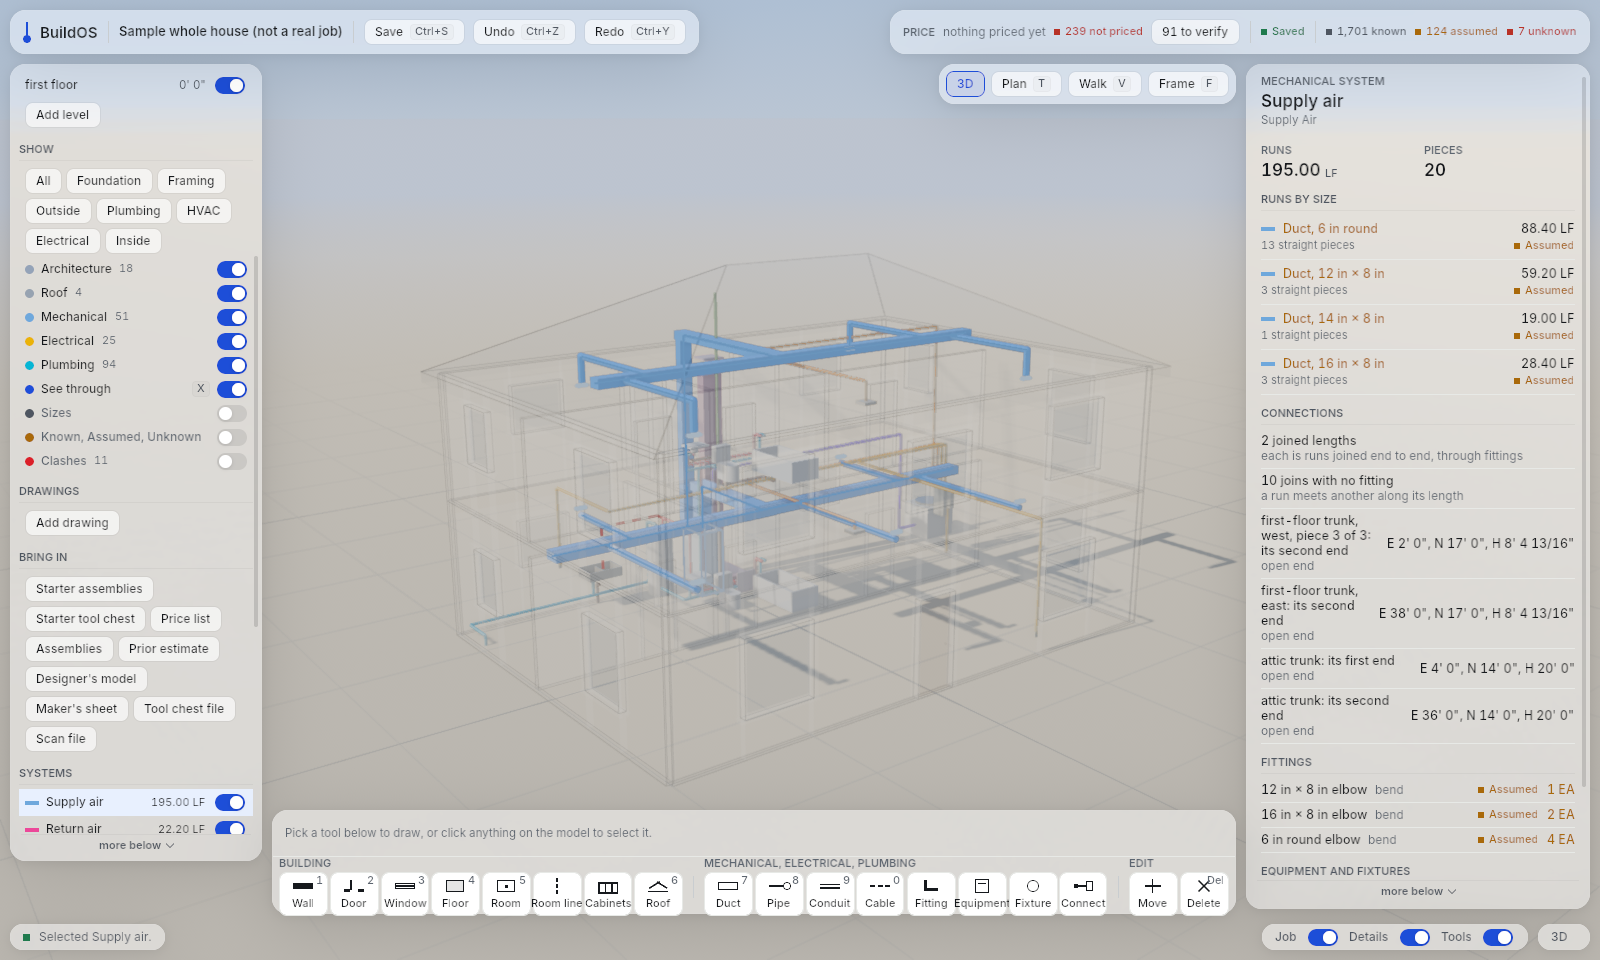 BuildOS
Sample whole house (not a real job)
Save Ctrl+S
Undo Ctrl+Z
Redo Ctrl+Y
PRICE nothing priced yet 239 not priced
91 to verify
Saved
1,701 known 124 assumed 7 unknown
first floor 0' 0"
Add level
SHOW
All Foundation Framing
Outside Plumbing HVAC
Electrical Inside
Architecture 18
Roof 4
Mechanical 51
Electrical 25
Plumbing 94
See through X
Sizes
Known, Assumed, Unknown
Clashes 11
DRAWINGS
Add drawing
BRING IN
Starter assemblies
Starter tool chest Price list
Assemblies Prior estimate
Designer's model
Maker's sheet Tool chest file
Scan file
SYSTEMS
Supply air 195.00 LF
Return air 22.20 LF
more below
3D
Plan T
Walk V
Frame F
MECHANICAL SYSTEM
Supply air
Supply Air
RUNS PIECES
195.00 LF 20
RUNS BY SIZE
Duct, 6 in round 88.40 LF
13 straight pieces Assumed
Duct, 12 in × 8 in 59.20 LF
3 straight pieces Assumed
Duct, 14 in × 8 in 19.00 LF
1 straight pieces Assumed
Duct, 16 in × 8 in 28.40 LF
3 straight pieces Assumed
CONNECTIONS
2 joined lengths
each is runs joined end to end, through fittings
10 joins with no fitting
a run meets another along its length
first-floor trunk,
west, piece 3 of 3:
its second end
E 2' 0", N 17' 0", H 8' 4 13/16"
open end
first-floor trunk,
east: its second
end
E 38' 0", N 17' 0", H 8' 4 13/16"
open end
attic trunk: its first end E 4' 0", N 14' 0", H 20' 0"
open end
attic trunk: its second
end
E 36' 0", N 14' 0", H 20' 0"
open end
FITTINGS
12 in × 8 in elbow bend Assumed 1 EA
16 in × 8 in elbow bend Assumed 2 EA
6 in round elbow bend Assumed 4 EA
EQUIPMENT AND FIXTURES
more below
Pick a tool below to draw, or click anything on the model to select it.
BUILDING
1 Wall
2 Door
3 Window
4 Floor
5 Room
Room line
Cabinets
6 Roof
MECHANICAL, ELECTRICAL, PLUMBING
7 Duct
8 Pipe
9 Conduit
0 Cable
Fitting
Equipment
Fixture
Connect
EDIT
Move
Del Delete
Selected Supply air.
Job Details Tools
3D